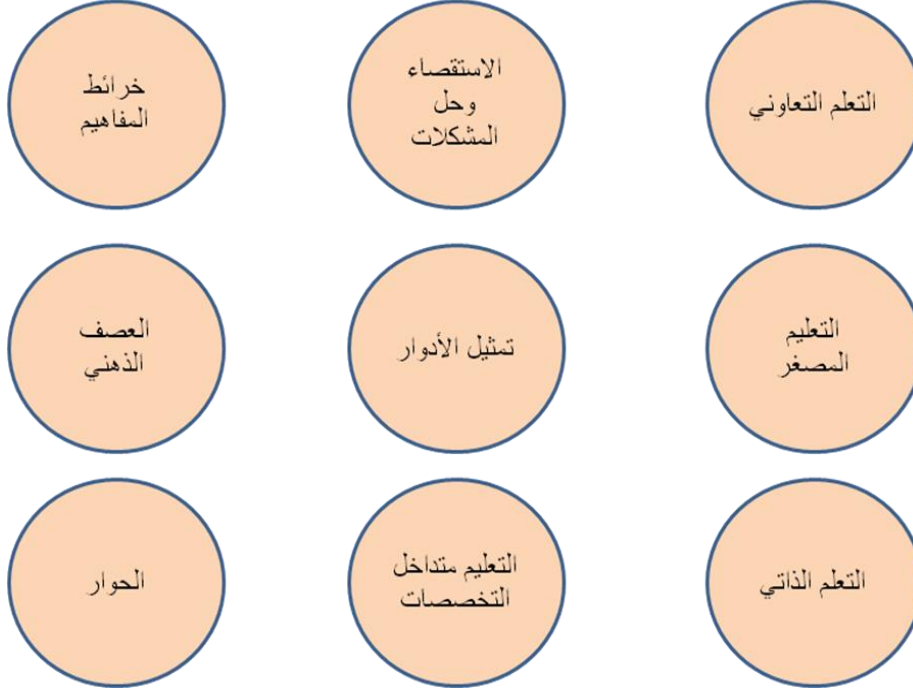 التعلم التعاوني
الاستقصاء
وحل
المشكلات
خرائط
المفاهيم
التعليم
المصغر
تمثيل الأدوار
العصف
الذهني
التعلم الذاتي
التعليم متداخل
التخصصات
الحوار